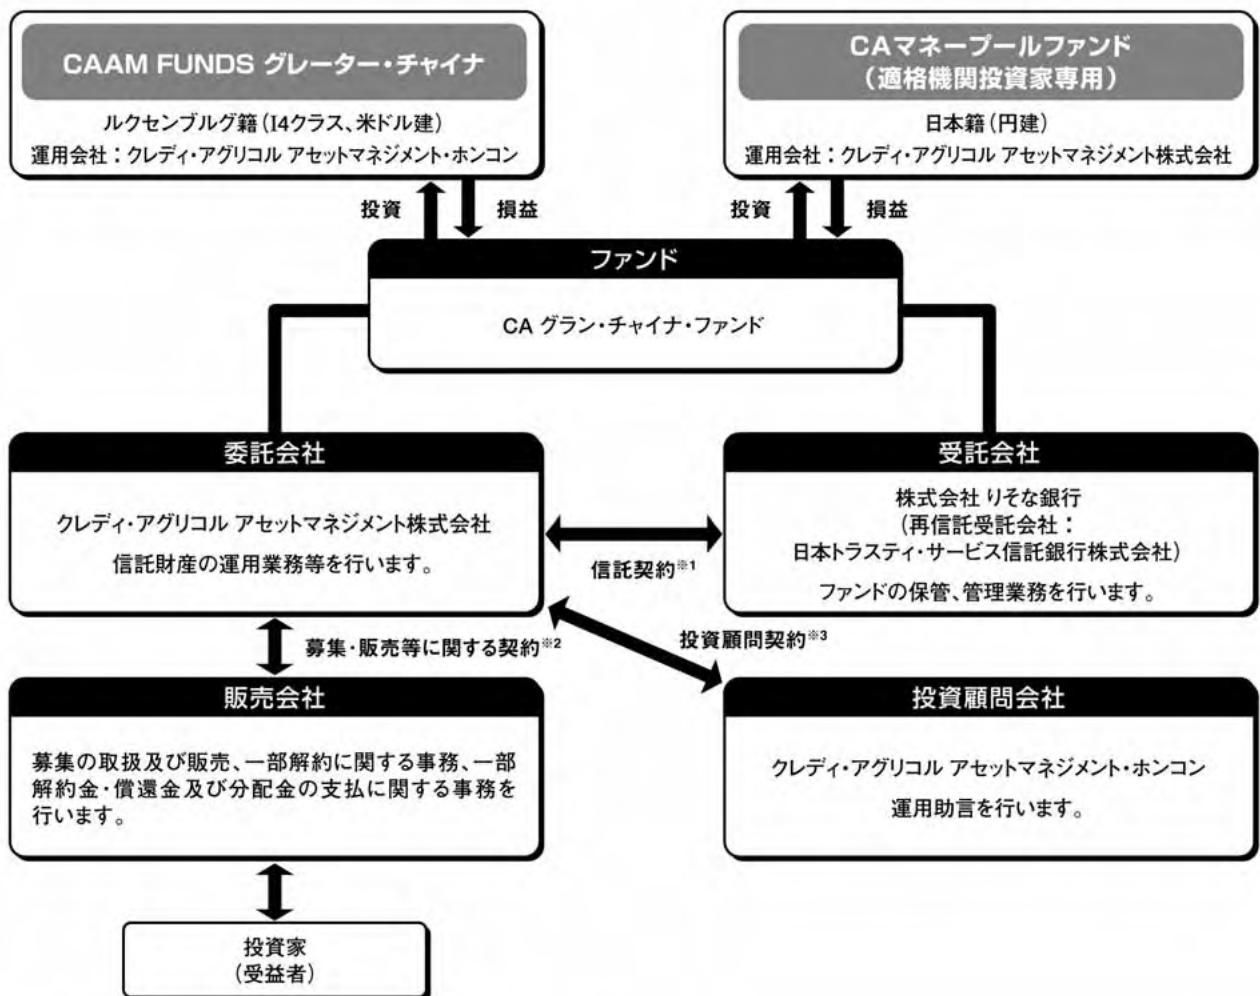 CAAM FUNDS グレーター・チャイナ
ルクセンブルグ籍(I4クラス、米ドル建)
運用会社：クレディ・アグリコル アセットマネジメント・ホンコン
CAマネープールファンド
(適格機関投資家専用)
日本籍(円建)
運用会社：クレディ・アグリコル アセットマネジメント株式会社
投資
損益
投資
損益
ファンド
CA グラン・チャイナ・ファンド
委託会社
クレディ・アグリコル アセットマネジメント株式会社
信託財産の運用業務等を行います。
信託契約※1
受託会社
株式会社 りそな銀行
(再信託受託会社：
日本トラスティ・サービス信託銀行株式会社)
ファンドの保管、管理業務を行います。
募集・販売等に関する契約※2
投資顧問契約※3
販売会社
募集の取扱及び販売、一部解約に関する事務、一部
解約金・償還金及び分配金の支払に関する事務を
行います。
投資顧問会社
クレディ・アグリコル アセットマネジメント・ホンコン
運用助言を行います。
投資家
(受益者)